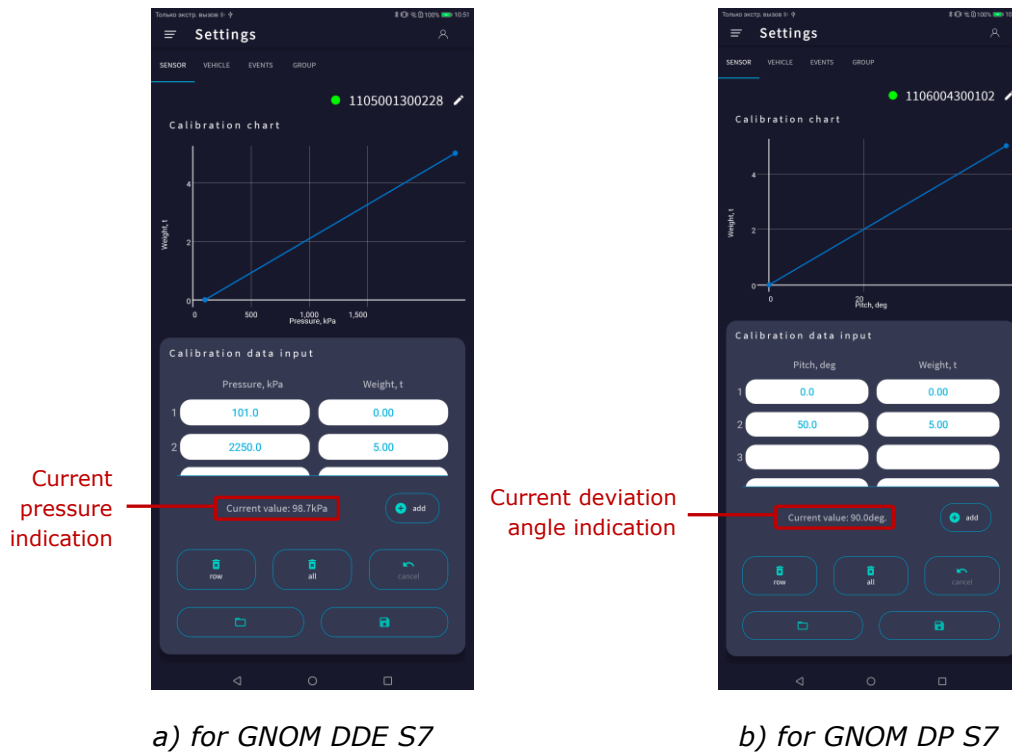 Только экстр. вызов
100% 10:51
Settings
SENSOR VEHICLE EVENTS GROUP
1105001300228
Calibration chart
4
2
0
Weight, t
0 500 1,000 1,500
Pressure, kPa
Calibration data input
Pressure, kPa Weight, t
1 101.0 0.00
2 2250.0 5.00
Current value: 98.7kPa add
row all cancel
Current
pressure
indication
a) for GNOM DDE S7
Только экстр. вызов
100% 10
Settings
SENSOR VEHICLE EVENTS GROUP
1106004300102
Calibration chart
4
2
0
Weight, t
0 20
Pitch, deg
Calibration data input
Pitch, deg Weight, t
1 0.0 0.00
2 50.0 5.00
3
Current value: 90.0deg. add
row all cancel
Current deviation
angle indication
b) for GNOM DP S7